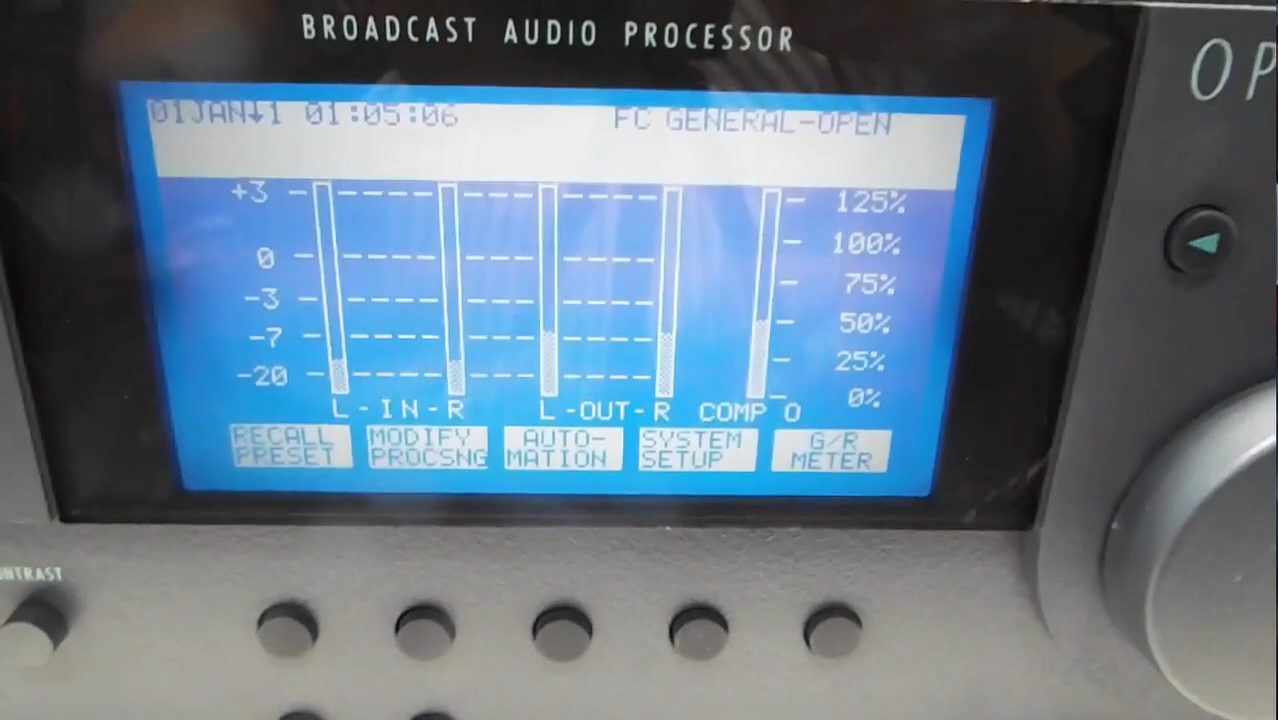 BROADCAST AUDIO PROCESSOR
OP
01JAN↓1 01:05:06 FC GENERAL-OPEN
+3 125%
0 100%
-3 75%
-7 50%
-20 25%
0%
L-IN-R L-OUT-R COMP O
RECALL PRESET
MODIFY PROCSNG
AUTO-MATION
SYSTEM SETUP
G/R METER
NTRAST